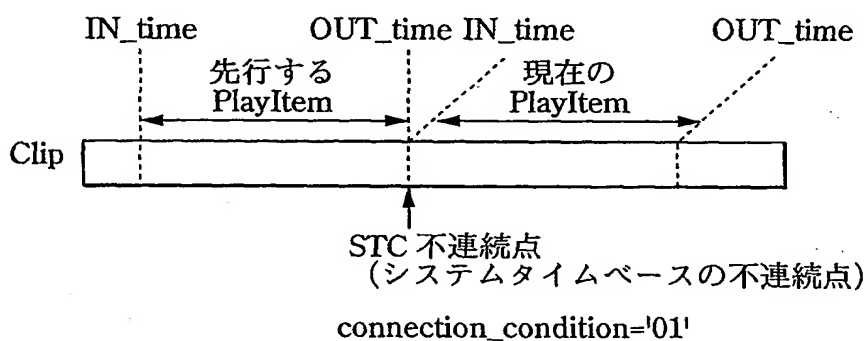 IN_time OUT_time IN_time OUT_time
先行する 現在の
PlayItem PlayItem
Clip
STC 不連続点
(システムタイムベースの不連続点)
connection_condition='01'